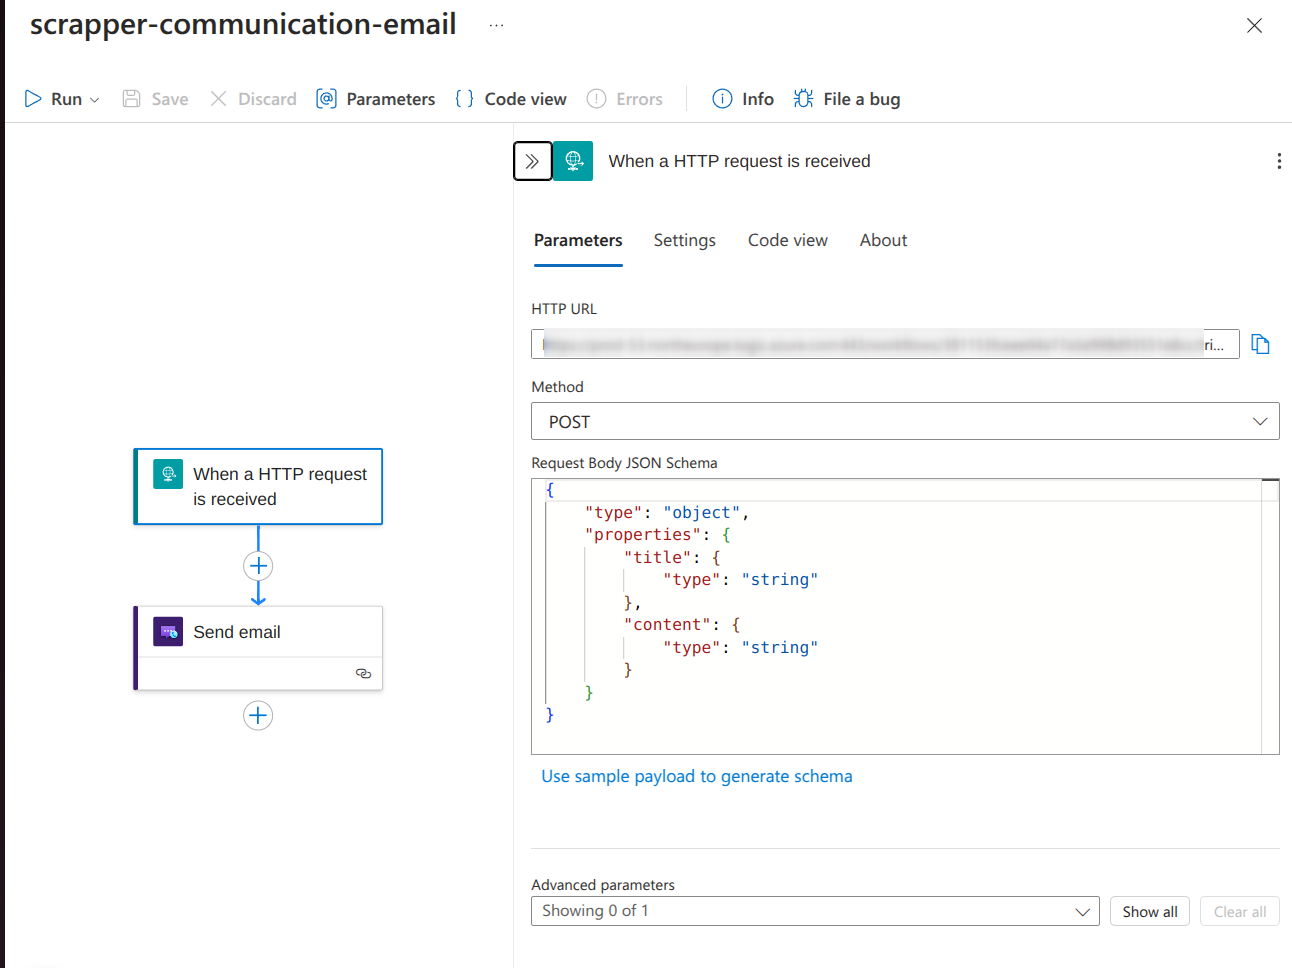 scrapper-communication-email ...
Run Save Discard Parameters Code view Errors Info File a bug
When a HTTP request is received
Parameters Settings Code view About
HTTP URL
ri...
Method
POST
Request Body JSON Schema
{
"type": "object",
"properties": {
"title": {
"type": "string"
},
"content": {
"type": "string"
}
}
}
Use sample payload to generate schema
Advanced parameters
Showing 0 of 1
Show all
Clear all
When a HTTP request
is received
Send email